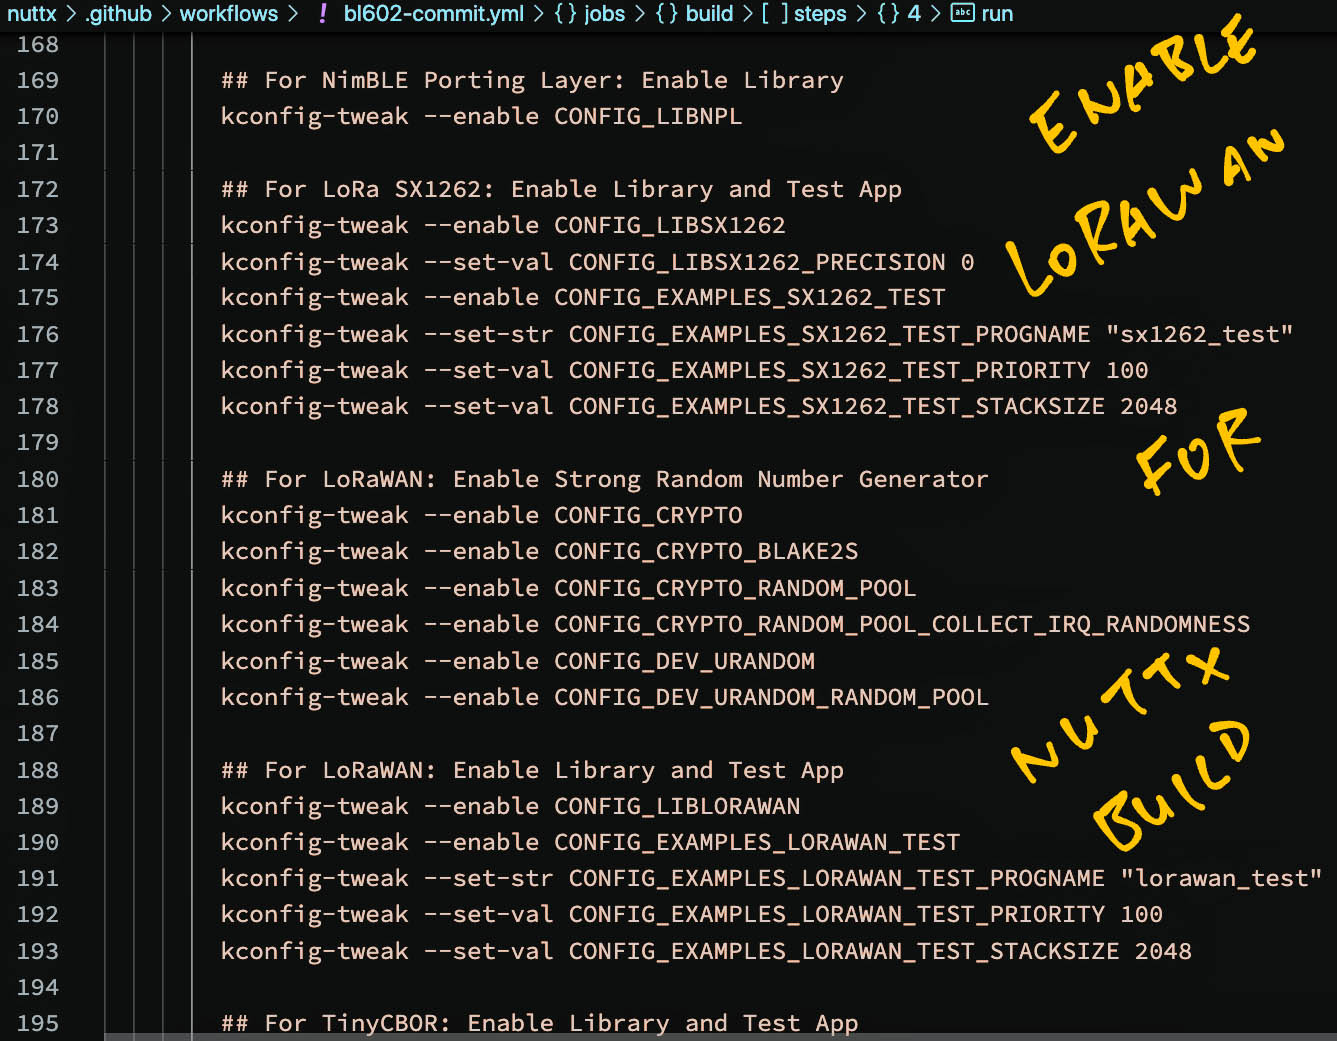 nuttx > .github > workflows > ! bl602-commit.yml > {} jobs > {} build > [ ] steps > {} 4 > abc run
168
169 ## For NimBLE Porting Layer: Enable Library
170 kconfig-tweak --enable CONFIG_LIBNPL
171
172 ## For LoRa SX1262: Enable Library and Test App
173 kconfig-tweak --enable CONFIG_LIBSX1262
174 kconfig-tweak --set-val CONFIG_LIBSX1262_PRECISION 0
175 kconfig-tweak --enable CONFIG_EXAMPLES_SX1262_TEST
176 kconfig-tweak --set-str CONFIG_EXAMPLES_SX1262_TEST_PROGNAME "sx1262_test"
177 kconfig-tweak --set-val CONFIG_EXAMPLES_SX1262_TEST_PRIORITY 100
178 kconfig-tweak --set-val CONFIG_EXAMPLES_SX1262_TEST_STACKSIZE 2048
179
180 ## For LoRaWAN: Enable Strong Random Number Generator
181 kconfig-tweak --enable CONFIG_CRYPTO
182 kconfig-tweak --enable CONFIG_CRYPTO_BLAKE2S
183 kconfig-tweak --enable CONFIG_CRYPTO_RANDOM_POOL
184 kconfig-tweak --enable CONFIG_CRYPTO_RANDOM_POOL_COLLECT_IRQ_RANDOMNESS
185 kconfig-tweak --enable CONFIG_DEV_URANDOM
186 kconfig-tweak --enable CONFIG_DEV_URANDOM_RANDOM_POOL
187
188 ## For LoRaWAN: Enable Library and Test App
189 kconfig-tweak --enable CONFIG_LIBLORAWAN
190 kconfig-tweak --enable CONFIG_EXAMPLES_LORAWAN_TEST
191 kconfig-tweak --set-str CONFIG_EXAMPLES_LORAWAN_TEST_PROGNAME "lorawan_test"
192 kconfig-tweak --set-val CONFIG_EXAMPLES_LORAWAN_TEST_PRIORITY 100
193 kconfig-tweak --set-val CONFIG_EXAMPLES_LORAWAN_TEST_STACKSIZE 2048
194
195 ## For TinyCBOR: Enable Library and Test App
ENABLE
LORAWAN
FOR
NUTTX
BUILD